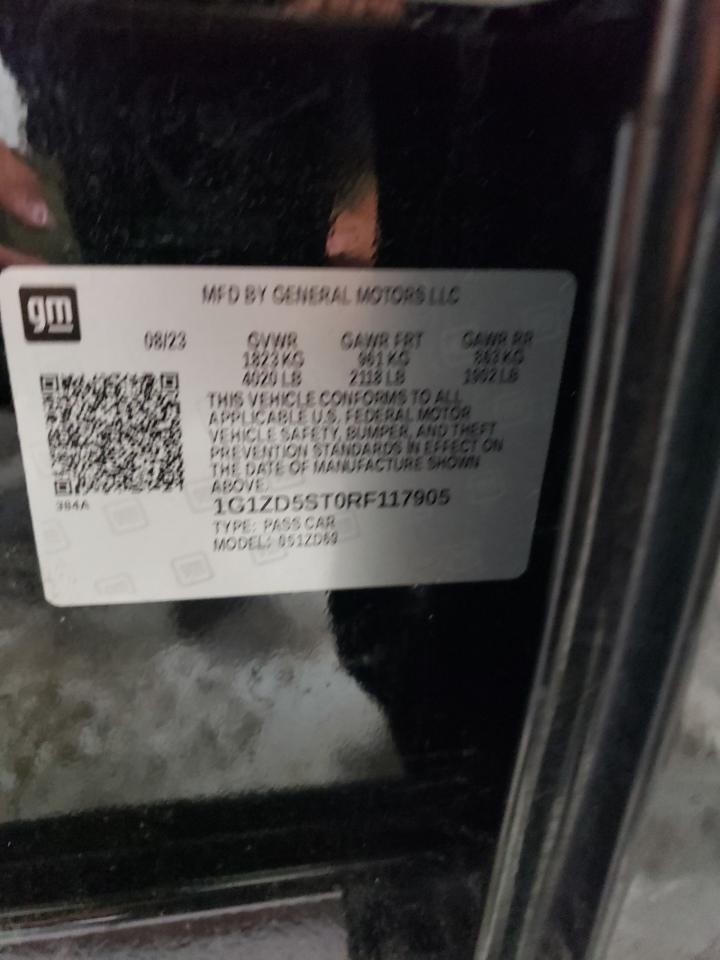 gm
MFD BY GENERAL MOTORS LLC
08/23 GVWR GAWR FRT GAWR RR
1823 KG 961 KG 863 KG
4020 LB 2118 LB 1902 LB
THIS VEHICLE CONFORMS TO ALL
APPLICABLE U.S. FEDERAL MOTOR
VEHICLE SAFETY, BUMPER, AND THEFT
PREVENTION STANDARDS IN EFFECT ON
THE DATE OF MANUFACTURE SHOWN
ABOVE.
384A
1G1ZD5ST0RF117905
TYPE: PASS CAR
MODEL: